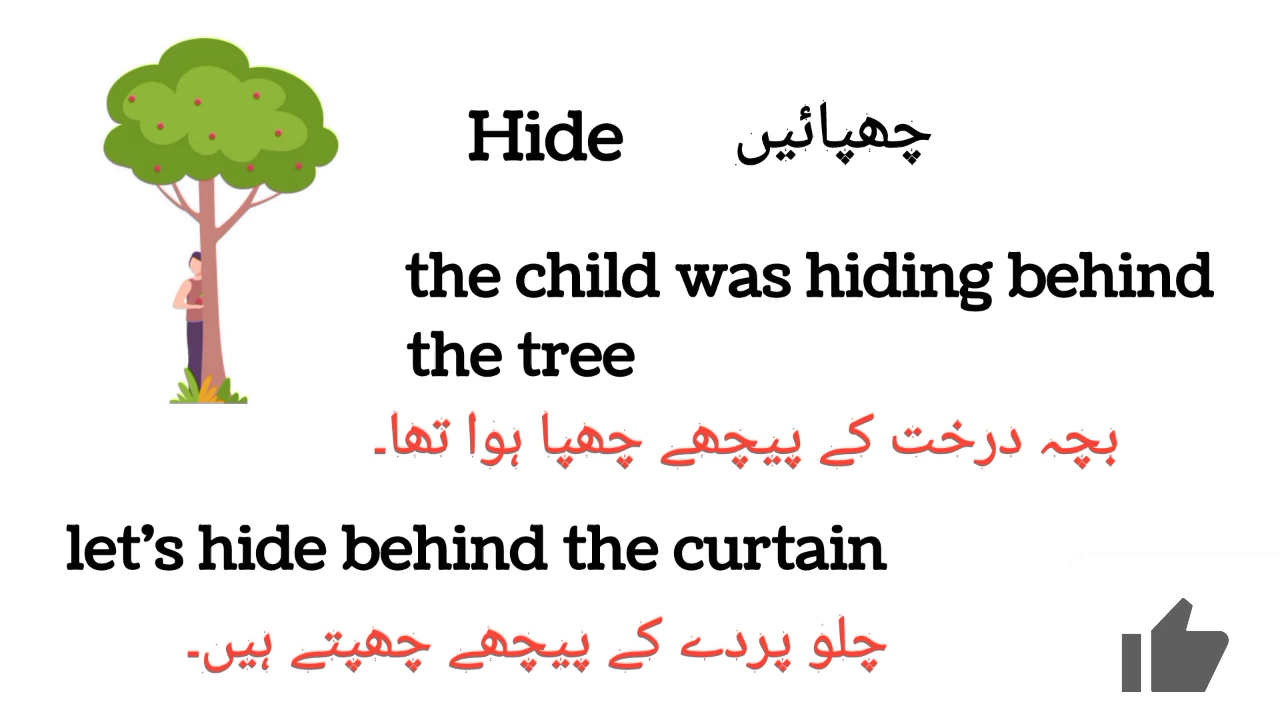 Hide چھپائیں
the child was hiding behind
the tree
بچہ درخت کے پیچھے چھپا ہوا تھا۔
let’s hide behind the curtain
چلو پردے کے پیچھے چھپتے ہیں۔